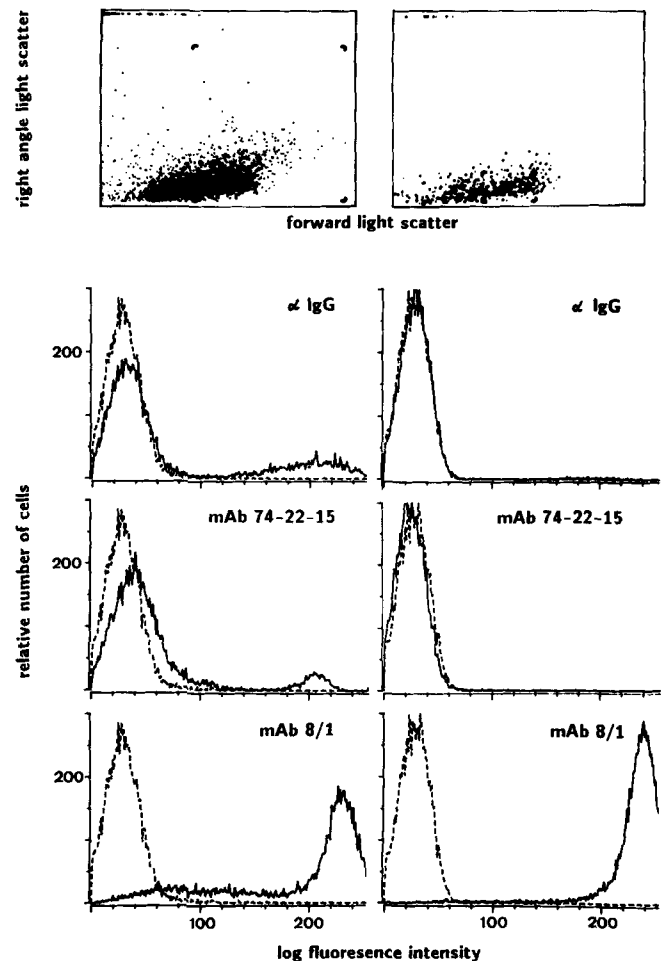 right angle light scatter
forward light scatter
α IgG
α IgG
200
mAb 74-22-15
mAb 74-22-15
200
relative number of cells
mAb 8/1
mAb 8/1
200
100
200
100
200
log fluoresence intensity